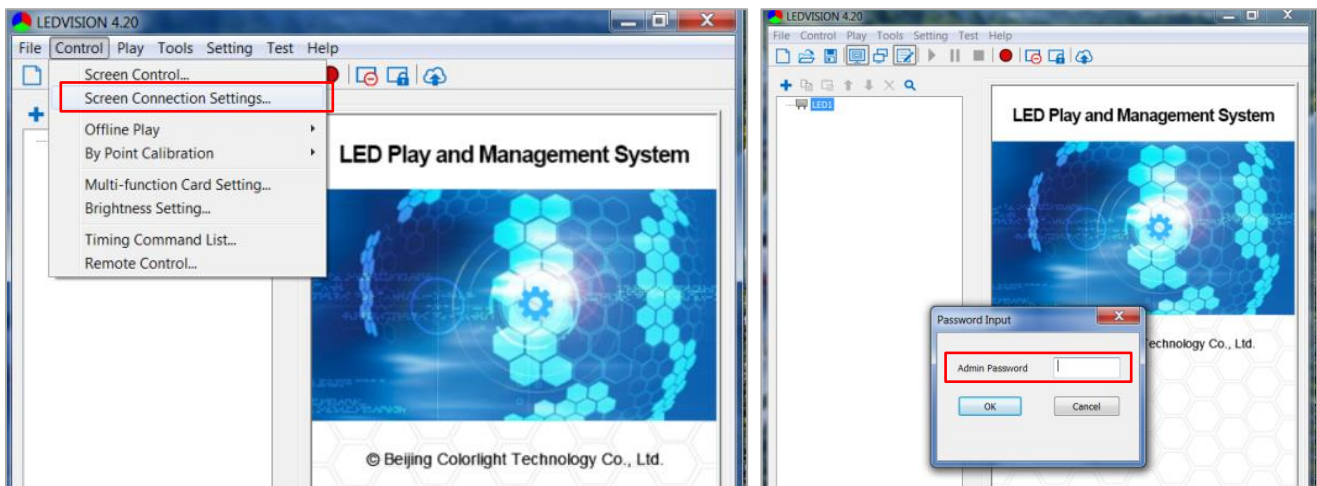 LEDVISION 4.20
File Control Play Tools Setting Test Help
Screen Control...
Screen Connection Settings...
Offline Play
By Point Calibration
Multi-function Card Setting...
Brightness Setting...
Timing Command List...
Remote Control...
LED Play and Management System
© Beijing Colorlight Technology Co., Ltd.
LEDVISION 4.20
File Control Play Tools Setting Test Help
LED1
LED Play and Management System
Password Input
Admin Password
OK Cancel
echnology Co., Ltd.